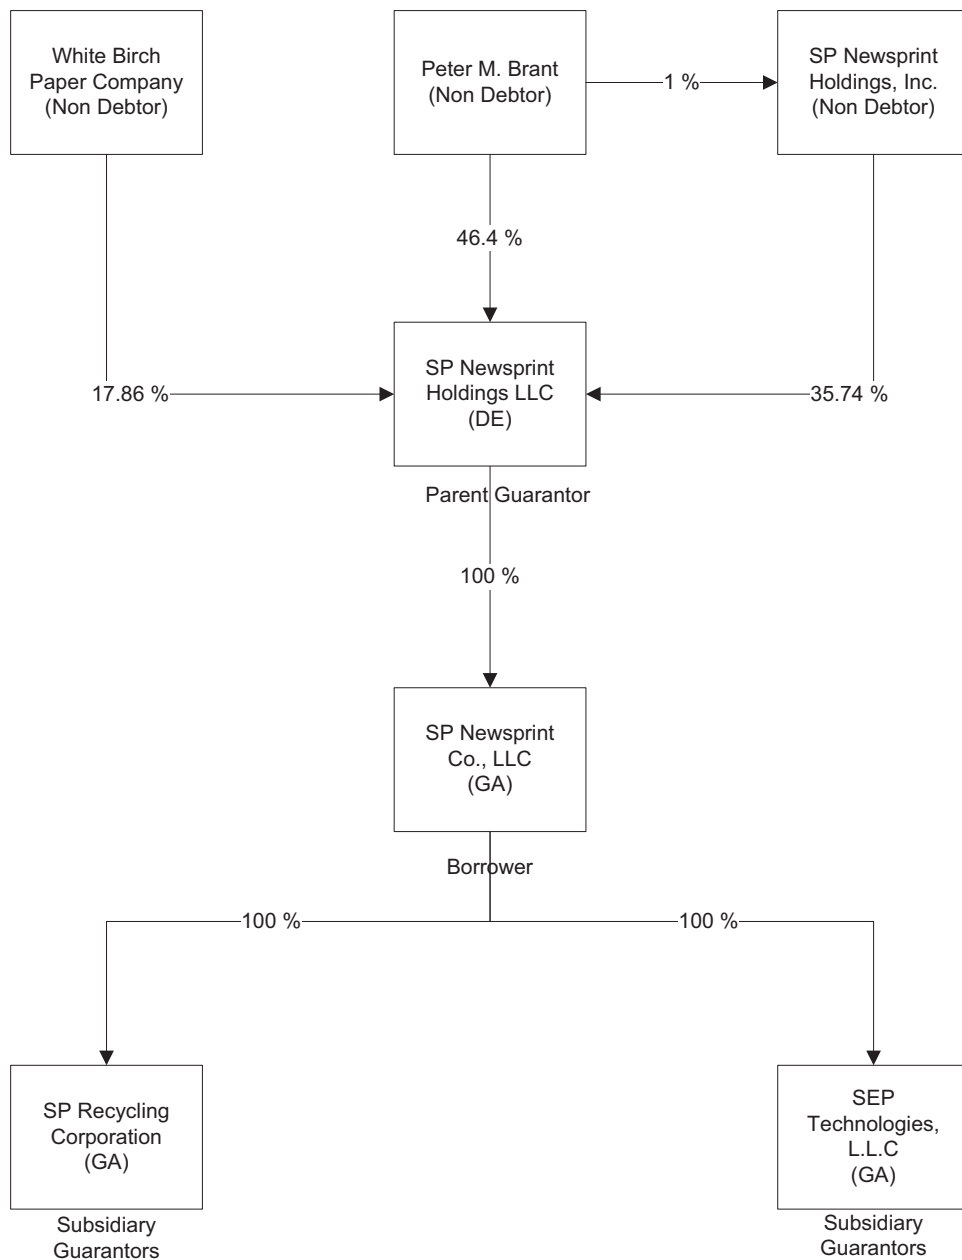 White Birch
Paper Company
(Non Debtor)
Peter M. Brant
(Non Debtor)
1 %
SP Newsprint
Holdings, Inc.
(Non Debtor)
46.4 %
17.86 %
SP Newsprint
Holdings LLC
(DE)
35.74 %
Parent Guarantor
100 %
SP Newsprint
Co., LLC
(GA)
Borrower
100 %
100 %
SP Recycling
Corporation
(GA)
SEP
Technologies,
L.L.C
(GA)
Subsidiary
Guarantors
Subsidiary
Guarantors